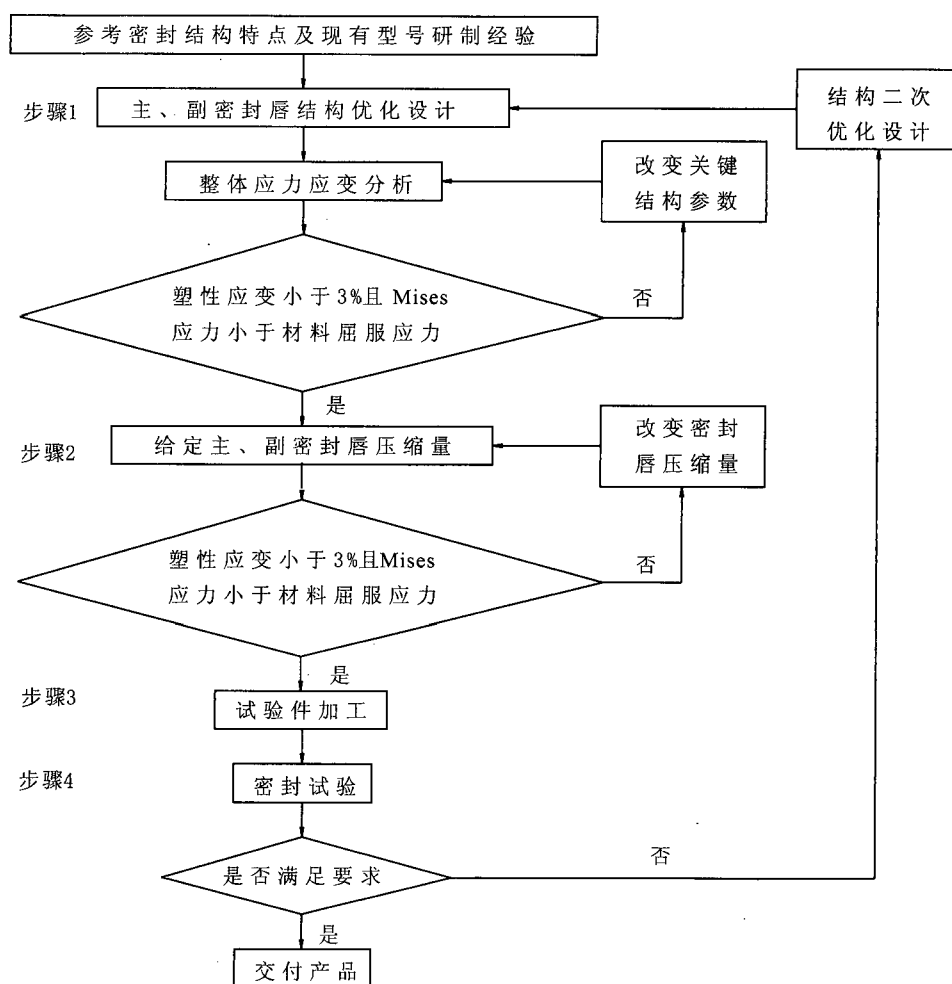 参考密封结构特点及现有型号研制经验
步骤1
主、副密封唇结构优化设计
结构二次
优化设计
整体应力应变分析
改变关键
结构参数
塑性应变小于3%且 Mises
应力小于材料屈服应力
否
是
步骤2
给定主、副密封唇压缩量
改变密封
唇压缩量
塑性应变小于3%且Mises
应力小于材料屈服应力
否
是
步骤3
试验件加工
步骤4
密封试验
是否满足要求
否
是
交付产品